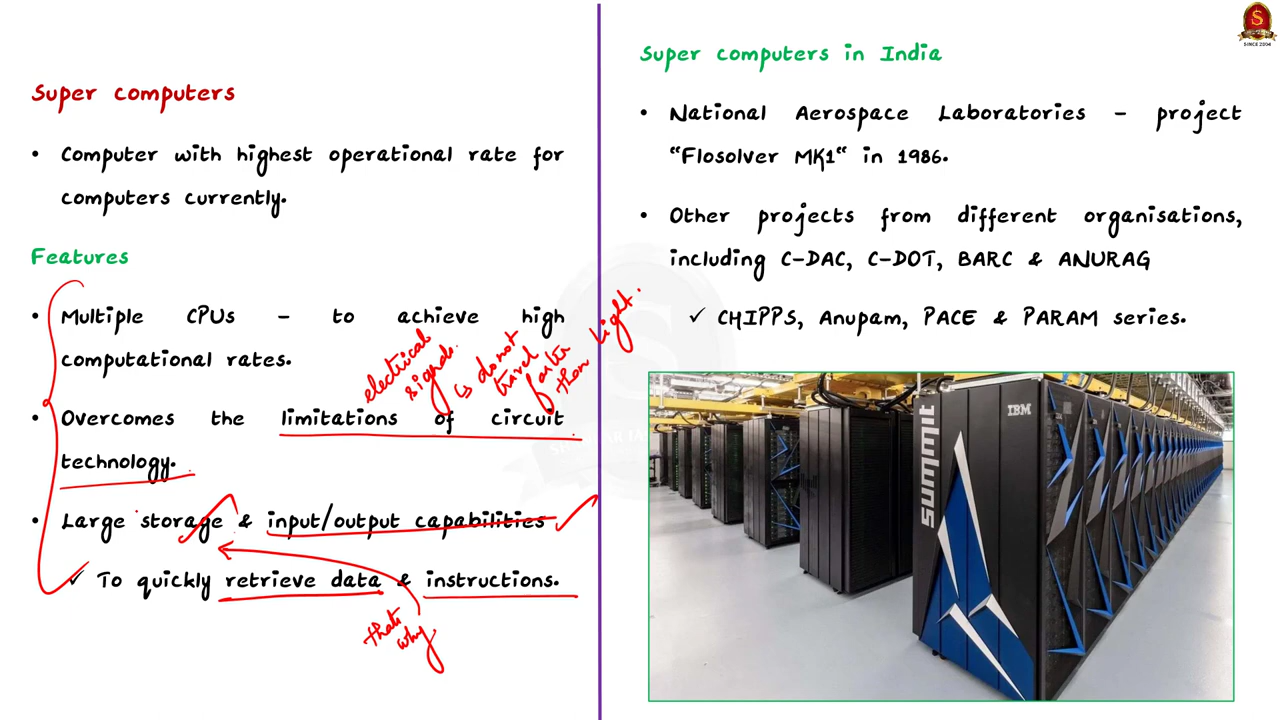 Super computers
• Computer with highest operational rate for
computers currently.
Features
• Multiple CPUs – to achieve high
computational rates.
electrical
signals.
↳ do not
travel
faster
than
light.
• Overcomes the limitations of circuit
technology.
• Large storage & input/output capabilities
✓ To quickly retrieve data & instructions.
thats
why
Super computers in India
• National Aerospace Laboratories – project
“Flosolver MK1“ in 1986.
• Other projects from different organisations,
including C-DAC, C-DOT, BARC & ANURAG
✓ CHIPPS, Anupam, PACE & PARAM series.
summit
IBM
S
SINCE 2004